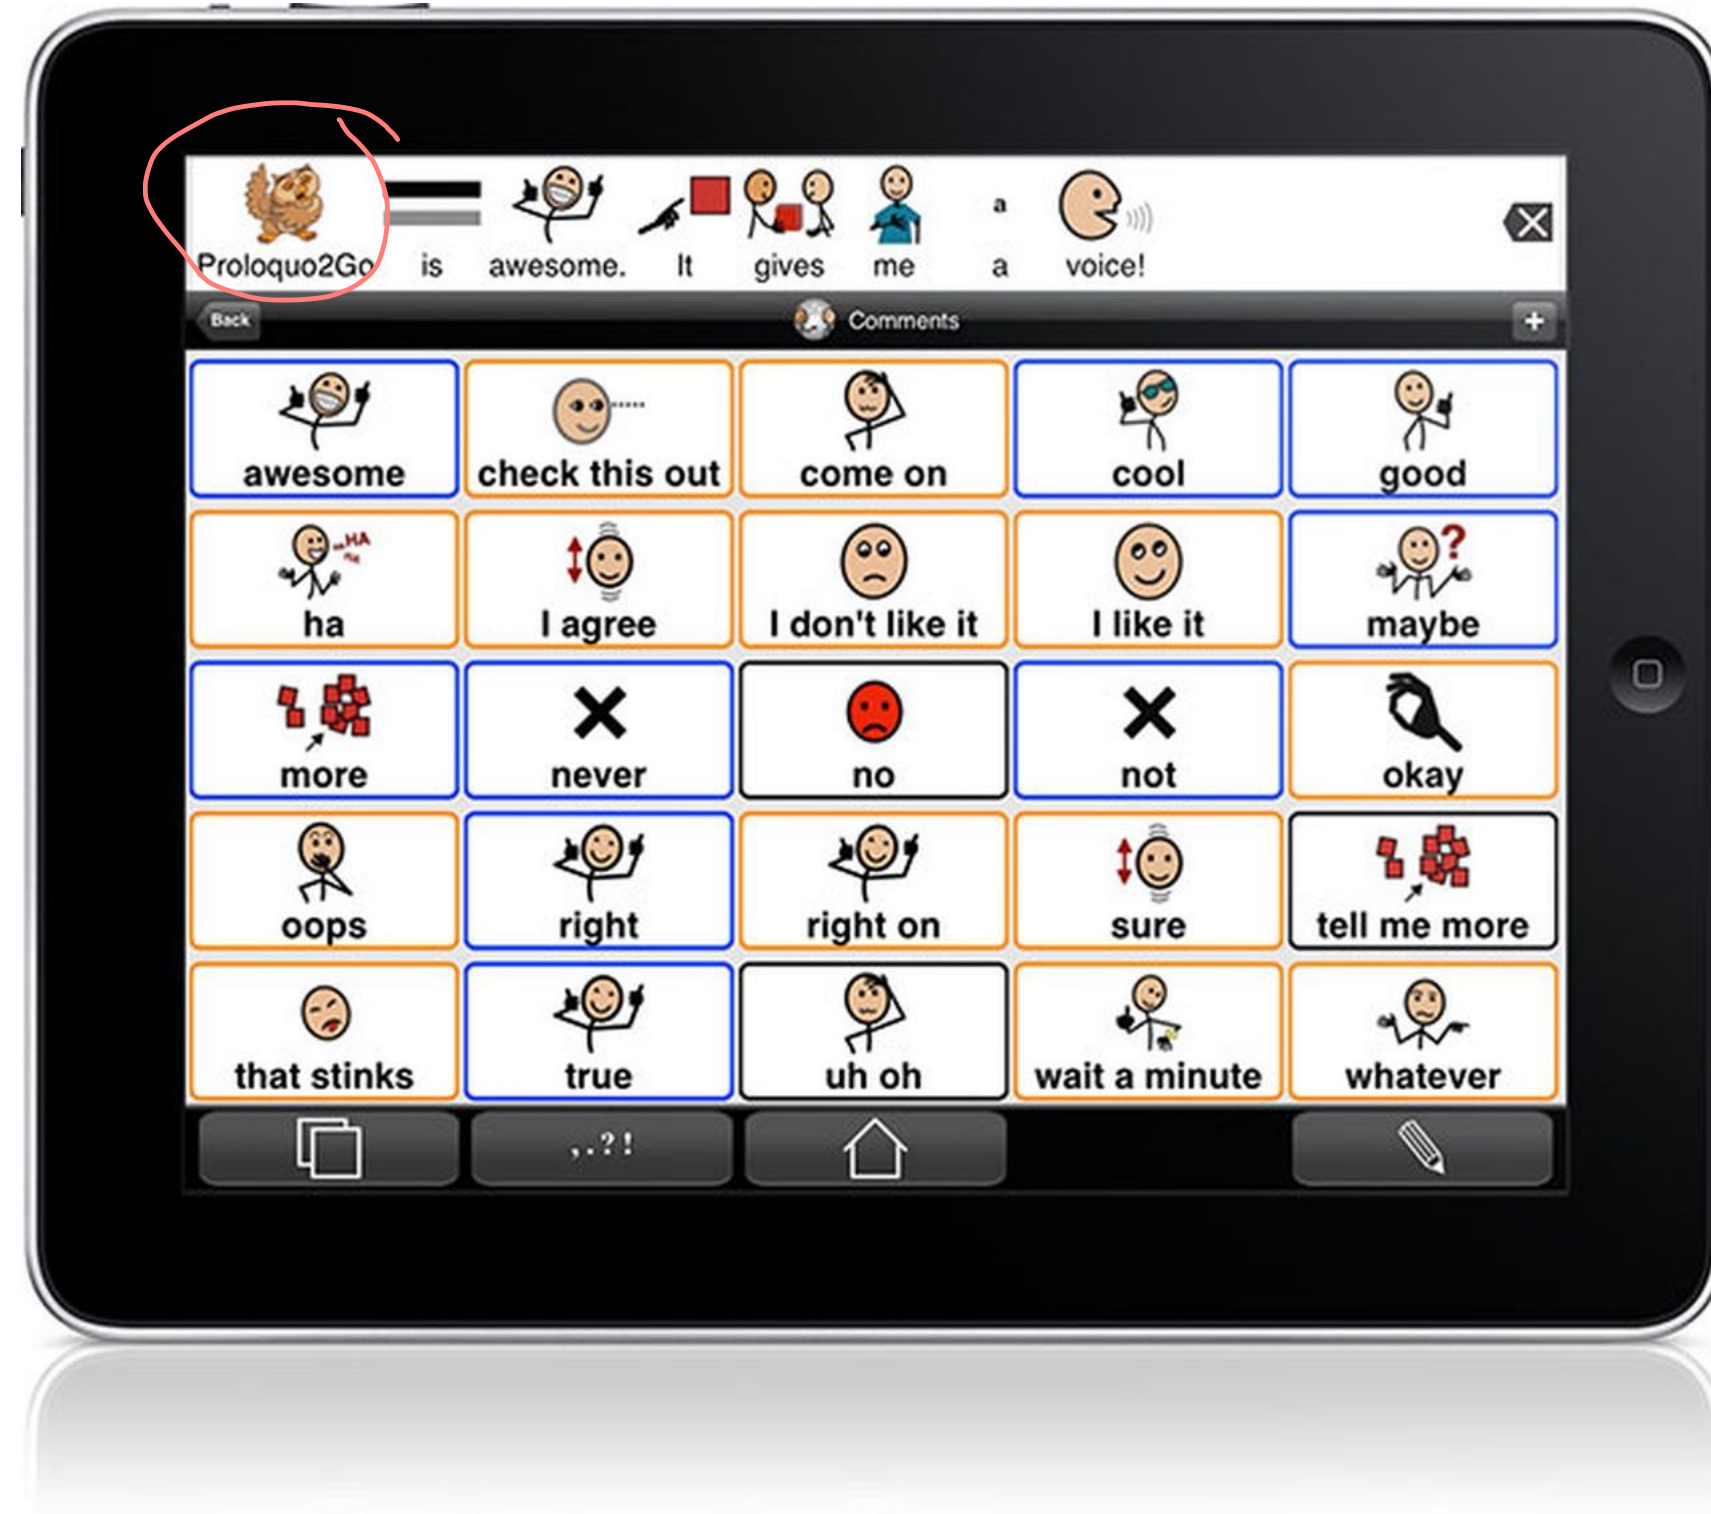 Proloquo2Go is awesome. It gives me a voice!
a
Back Comments +
awesome check this out come on cool good
HA
ha I agree I don't like it I like it maybe
?
more never no not okay
oops right right on sure tell me more
that stinks true uh oh wait a minute whatever
,.?!